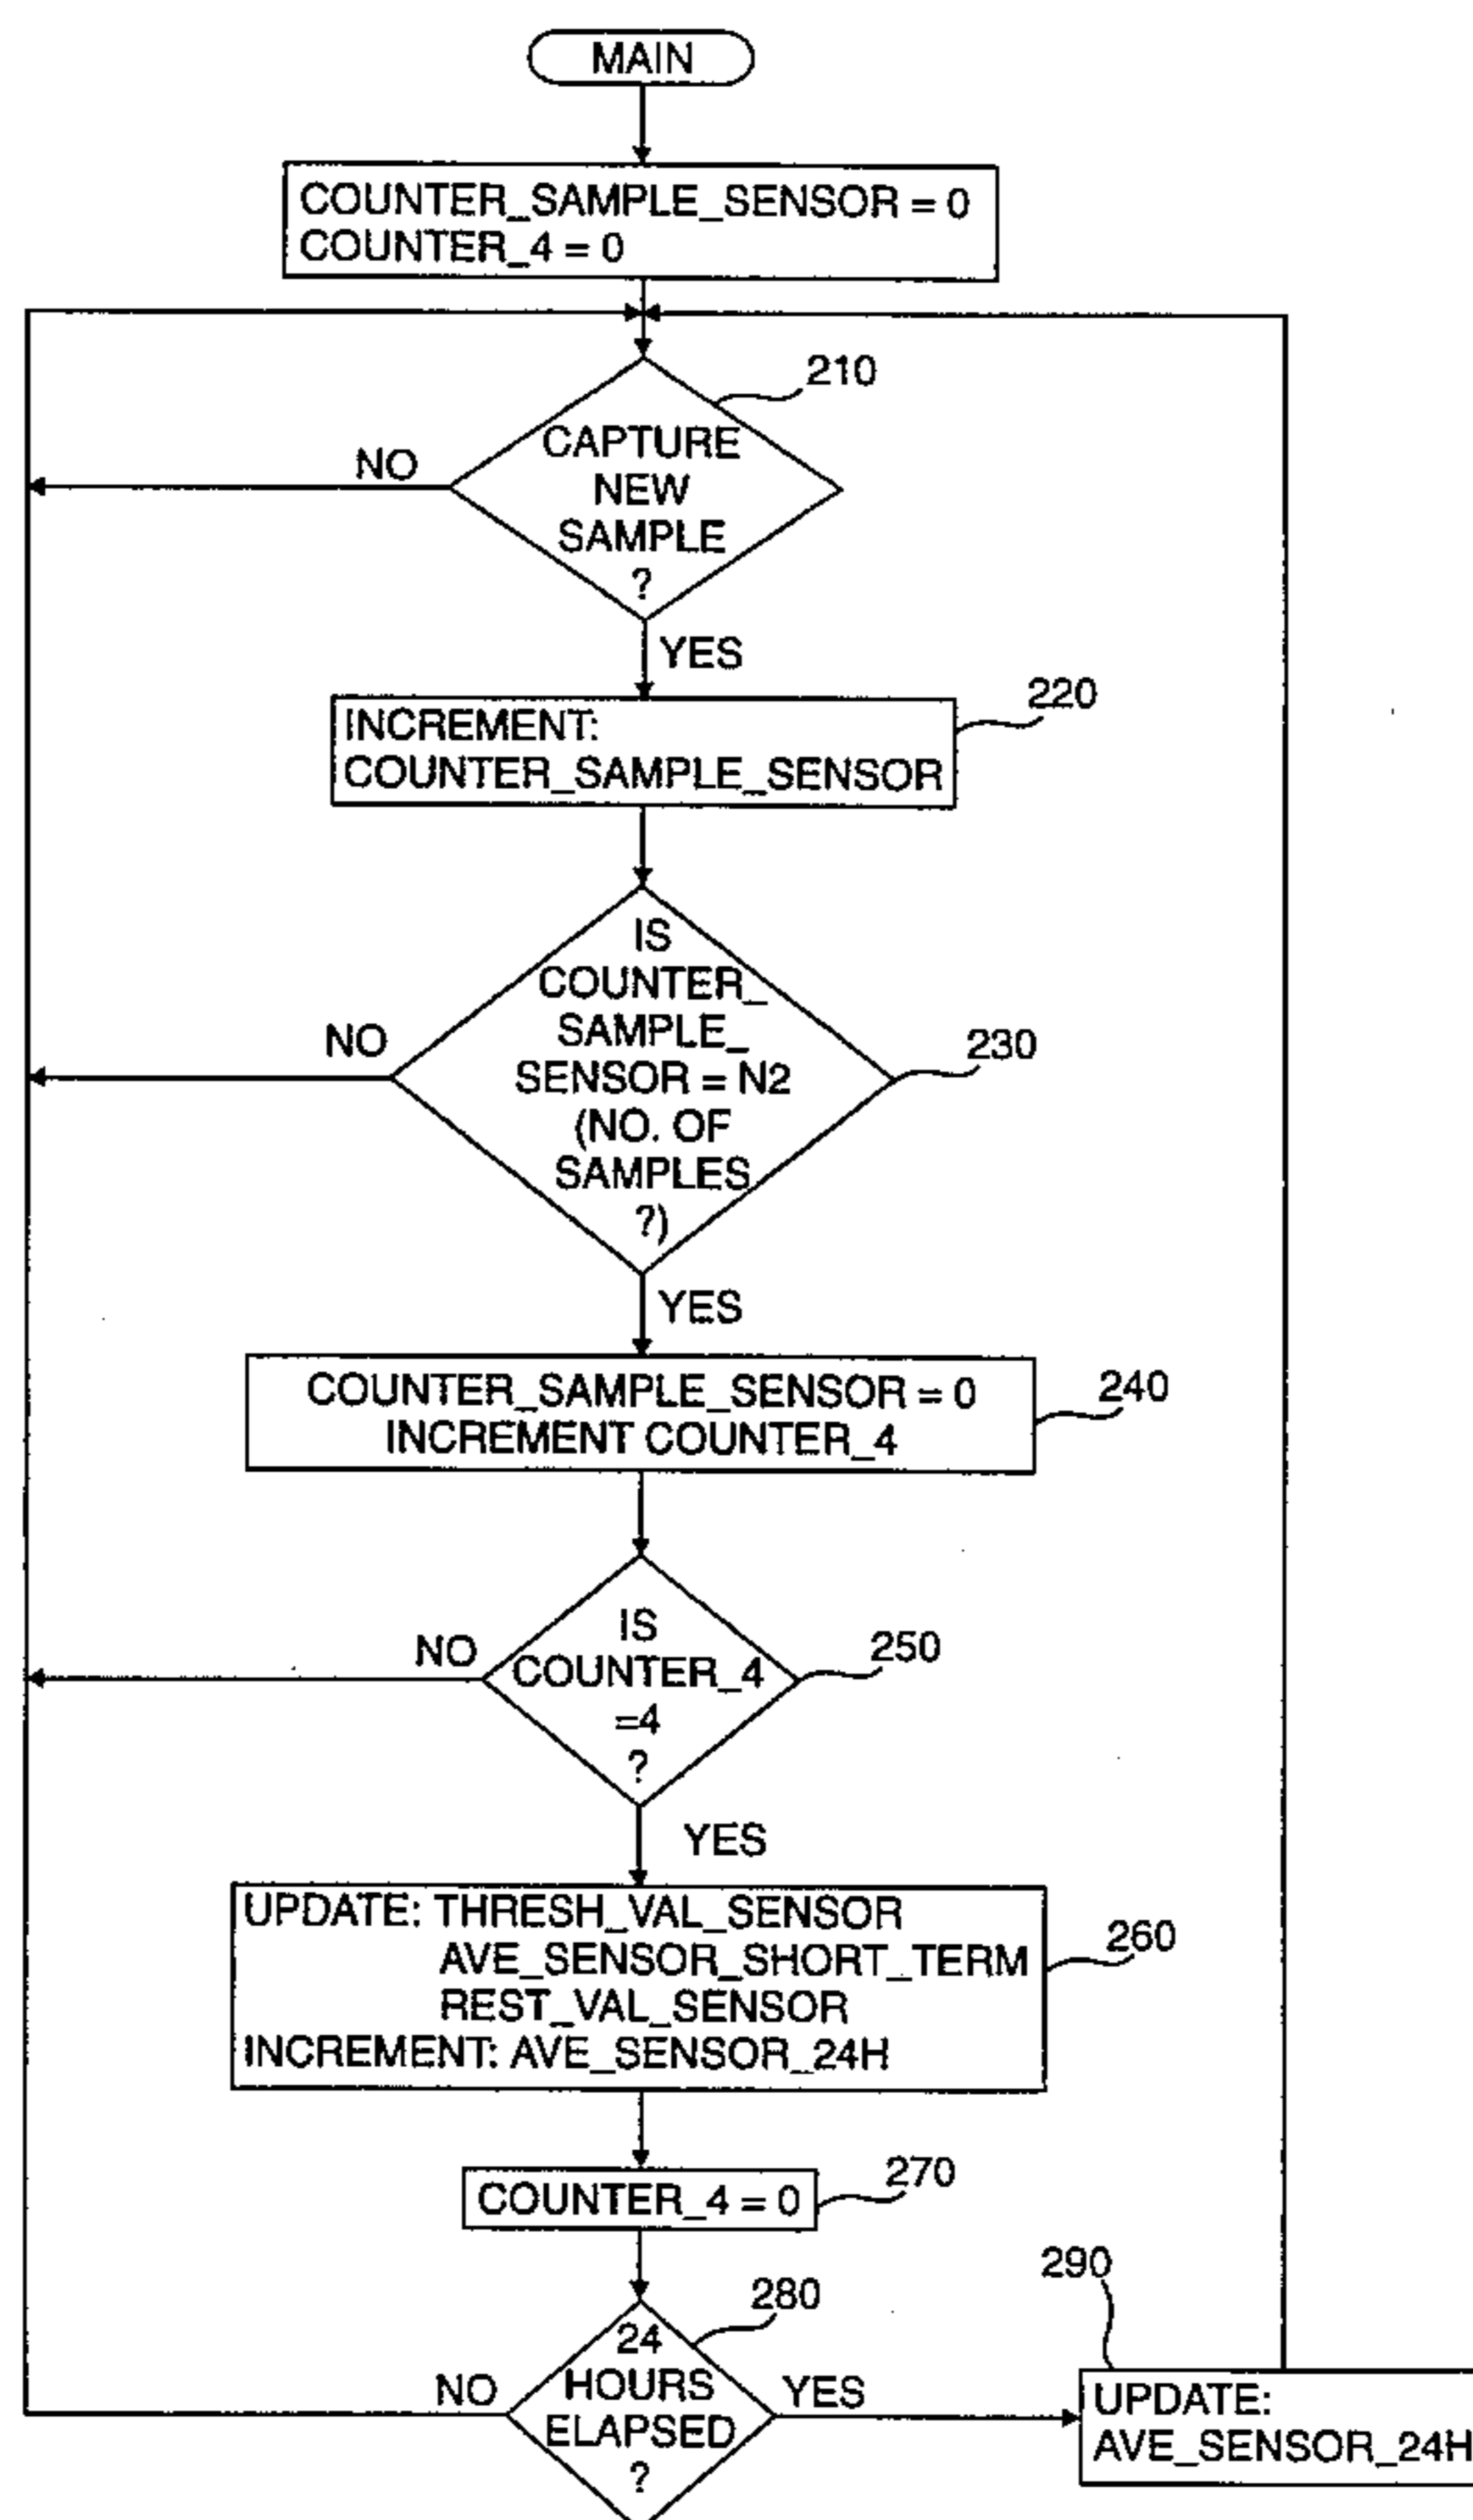 MAIN
COUNTER_SAMPLE_SENSOR = 0
COUNTER_4 = 0
210
CAPTURE
NEW
SAMPLE
?
NO
YES
220
INCREMENT:
COUNTER_SAMPLE_SENSOR
IS
COUNTER_
SAMPLE_
SENSOR = N2
(NO. OF
SAMPLES
?)
NO
230
YES
COUNTER_SAMPLE_SENSOR = 0
INCREMENT COUNTER_4
240
IS
COUNTER_4
=4
?
NO
250
YES
UPDATE: THRESH_VAL_SENSOR
AVE_SENSOR_SHORT_TERM
REST_VAL_SENSOR
INCREMENT: AVE_SENSOR_24H
260
COUNTER_4 = 0
270
280
24
HOURS
ELAPSED
?
NO
YES
290
UPDATE:
AVE_SENSOR_24H